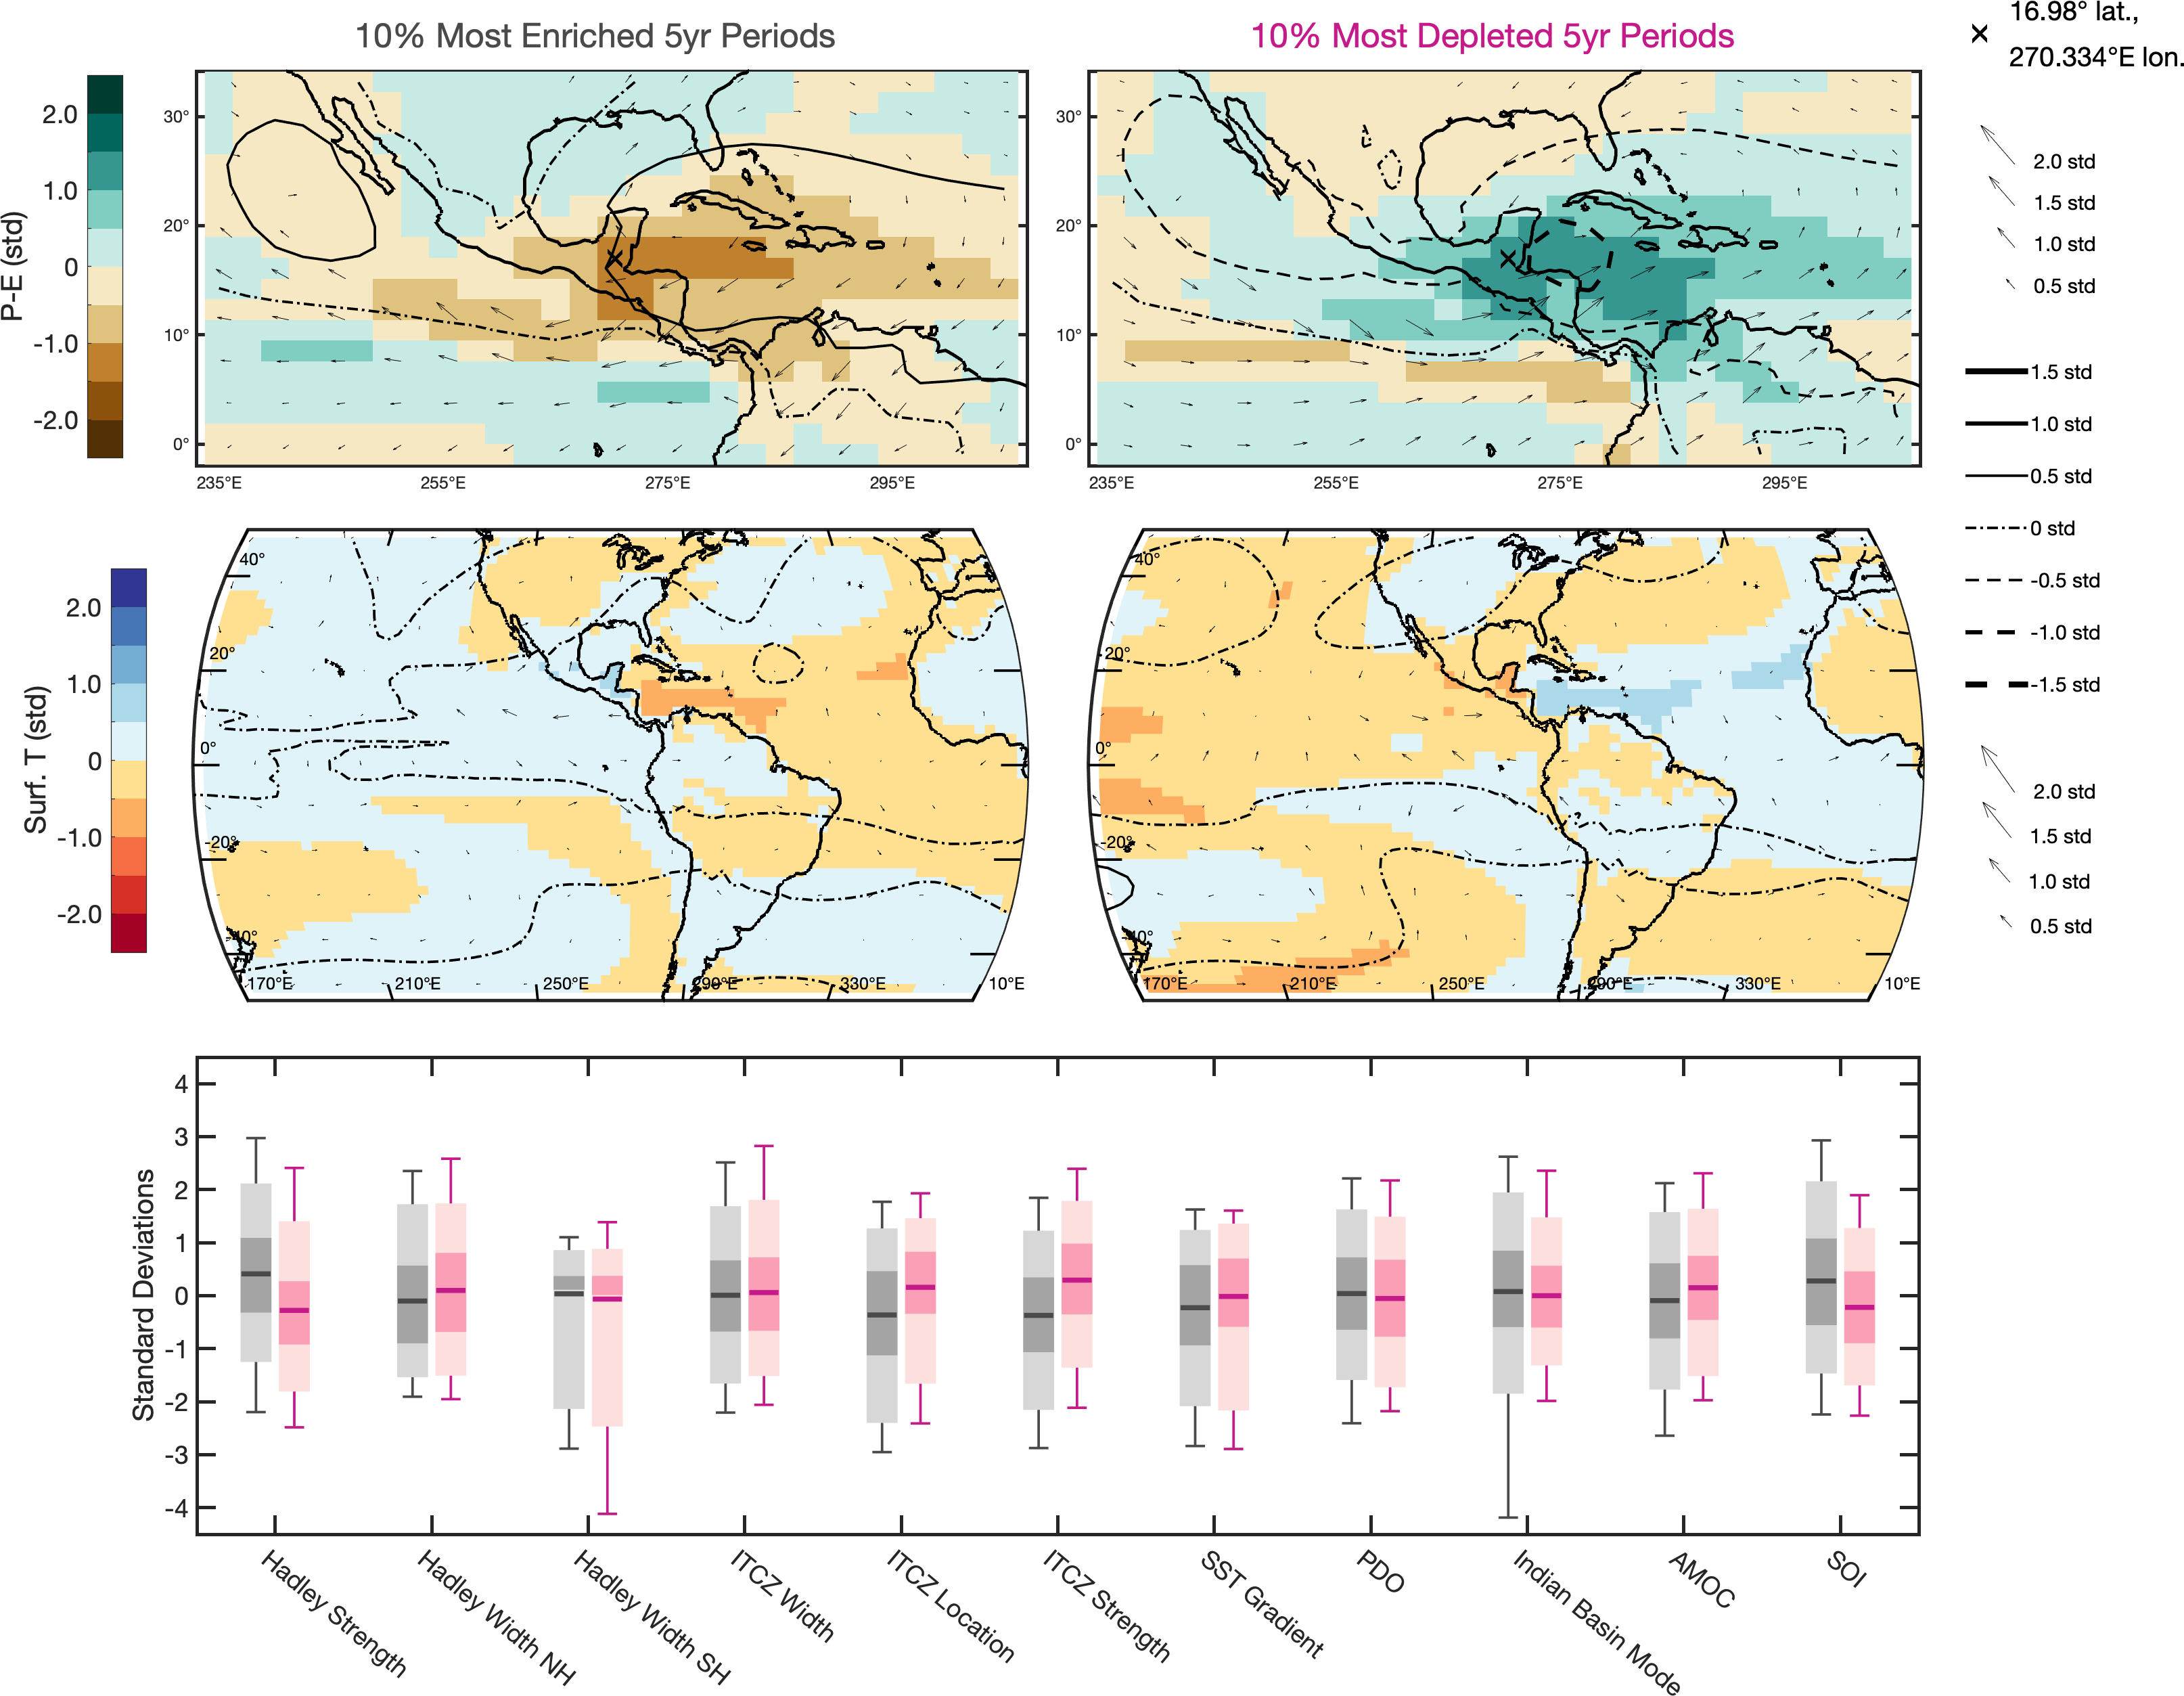 10% Most Enriched 5yr Periods
10% Most Depleted 5yr Periods
16.98° lat.,
270.334°E lon.
P-E (std)
2.0
1.0
0
-1.0
-2.0
30°
20°
10°
0°
235°E
255°E
275°E
295°E
30°
20°
10°
0°
235°E
255°E
275°E
295°E
2.0 std
1.5 std
1.0 std
0.5 std
1.5 std
1.0 std
0.5 std
0 std
-0.5 std
-1.0 std
-1.5 std
Surf. T (std)
2.0
1.0
0
-1.0
-2.0
40°
20°
0°
-20°
-40°
170°E
210°E
250°E
290°E
330°E
10°E
40°
20°
0°
-20°
-40°
170°E
210°E
250°E
290°E
330°E
10°E
2.0 std
1.5 std
1.0 std
0.5 std
Standard Deviations
4
3
2
1
0
-1
-2
-3
-4
Hadley Strength
Hadley Width NH
Hadley Width SH
ITCZ Width
ITCZ Location
ITCZ Strength
SST Gradient
PDO
Indian Basin Mode
AMOC
SOI